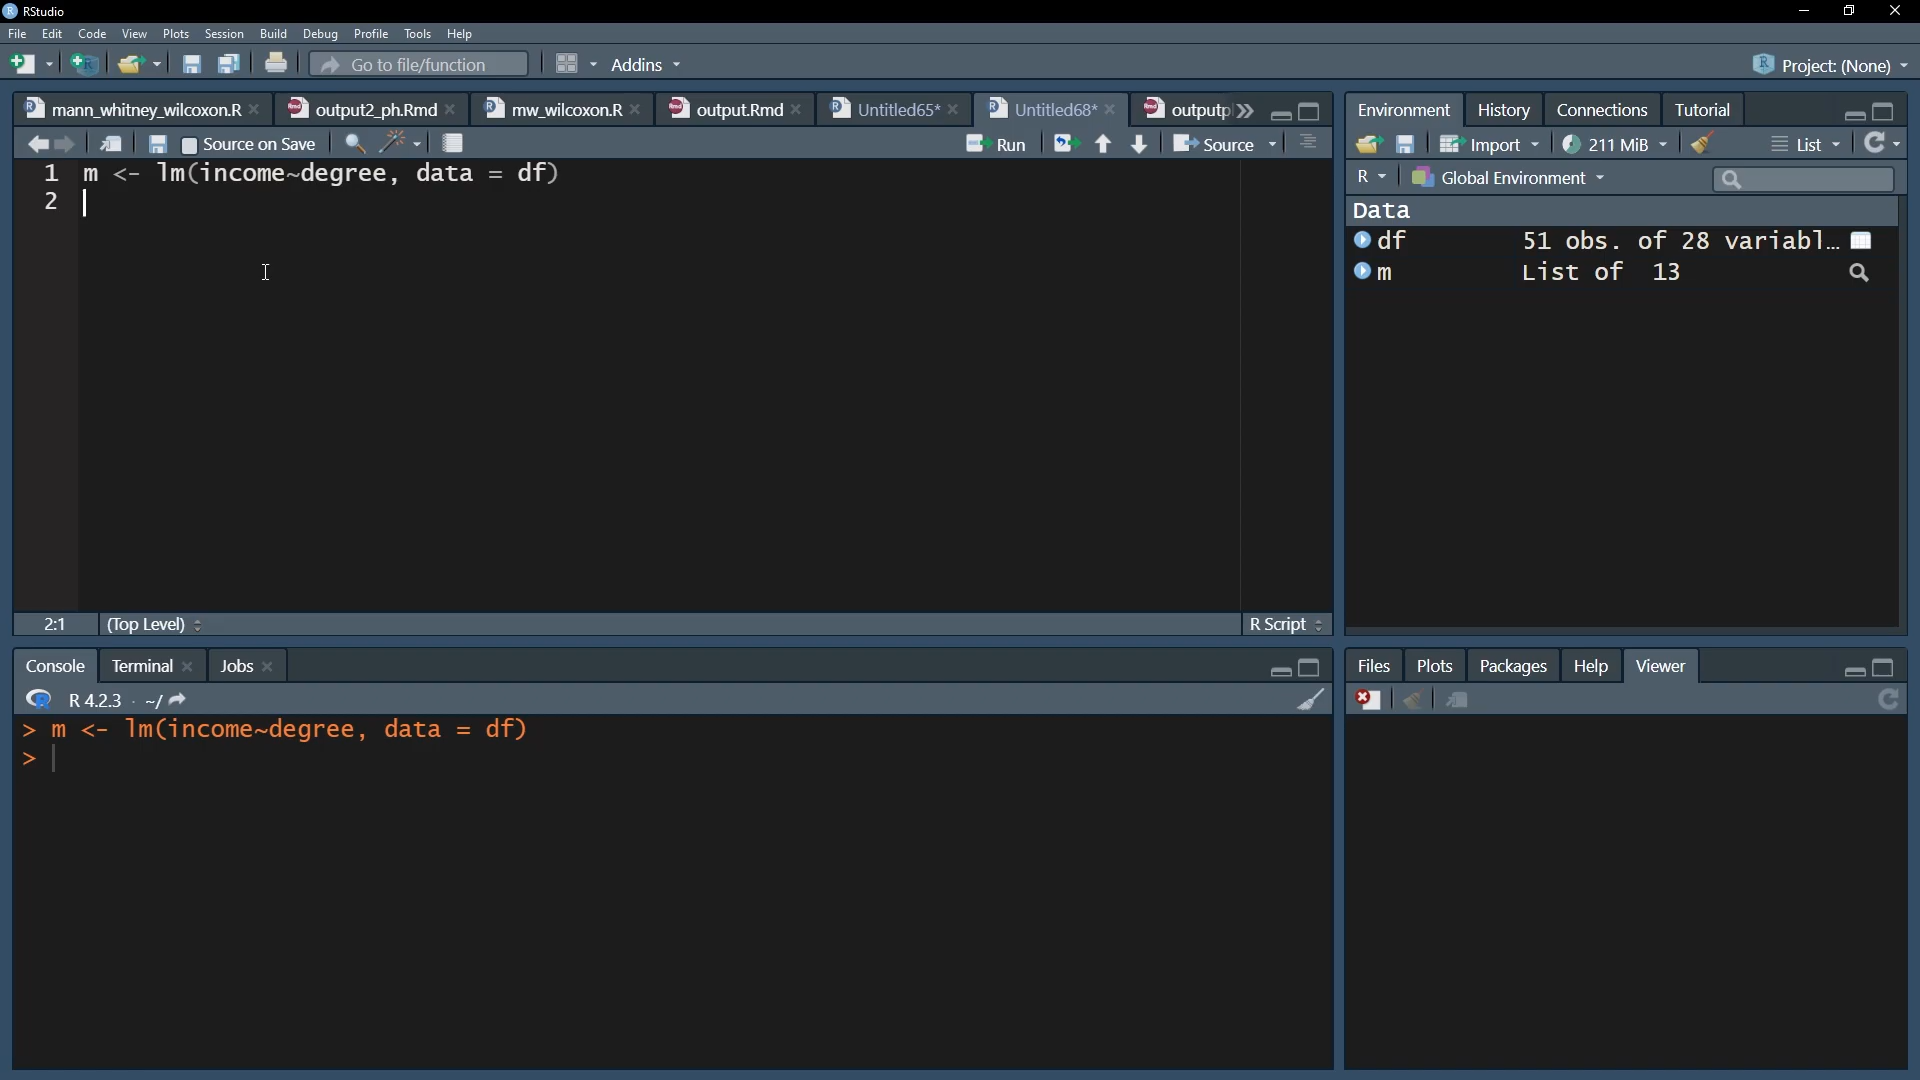 RStudio
File Edit Code View Plots Session Build Debug Profile Tools Help
Go to file/function Addins Project: (None)
mann_whitney_wilcoxon.R output2_ph.Rmd mw_wilcoxon.R output.Rmd Untitled65* Untitled68* outputp
Source on Save Run Source
1 m <- lm(income~degree, data = df)
2
2:1 (Top Level) R Script
Environment History Connections Tutorial
Import 211 MiB List
R Global Environment
Data
df 51 obs. of 28 variabl…
m List of 13
Console Terminal Jobs
R 4.2.3 · ~/
> m <- lm(income~degree, data = df)
>
Files Plots Packages Help Viewer